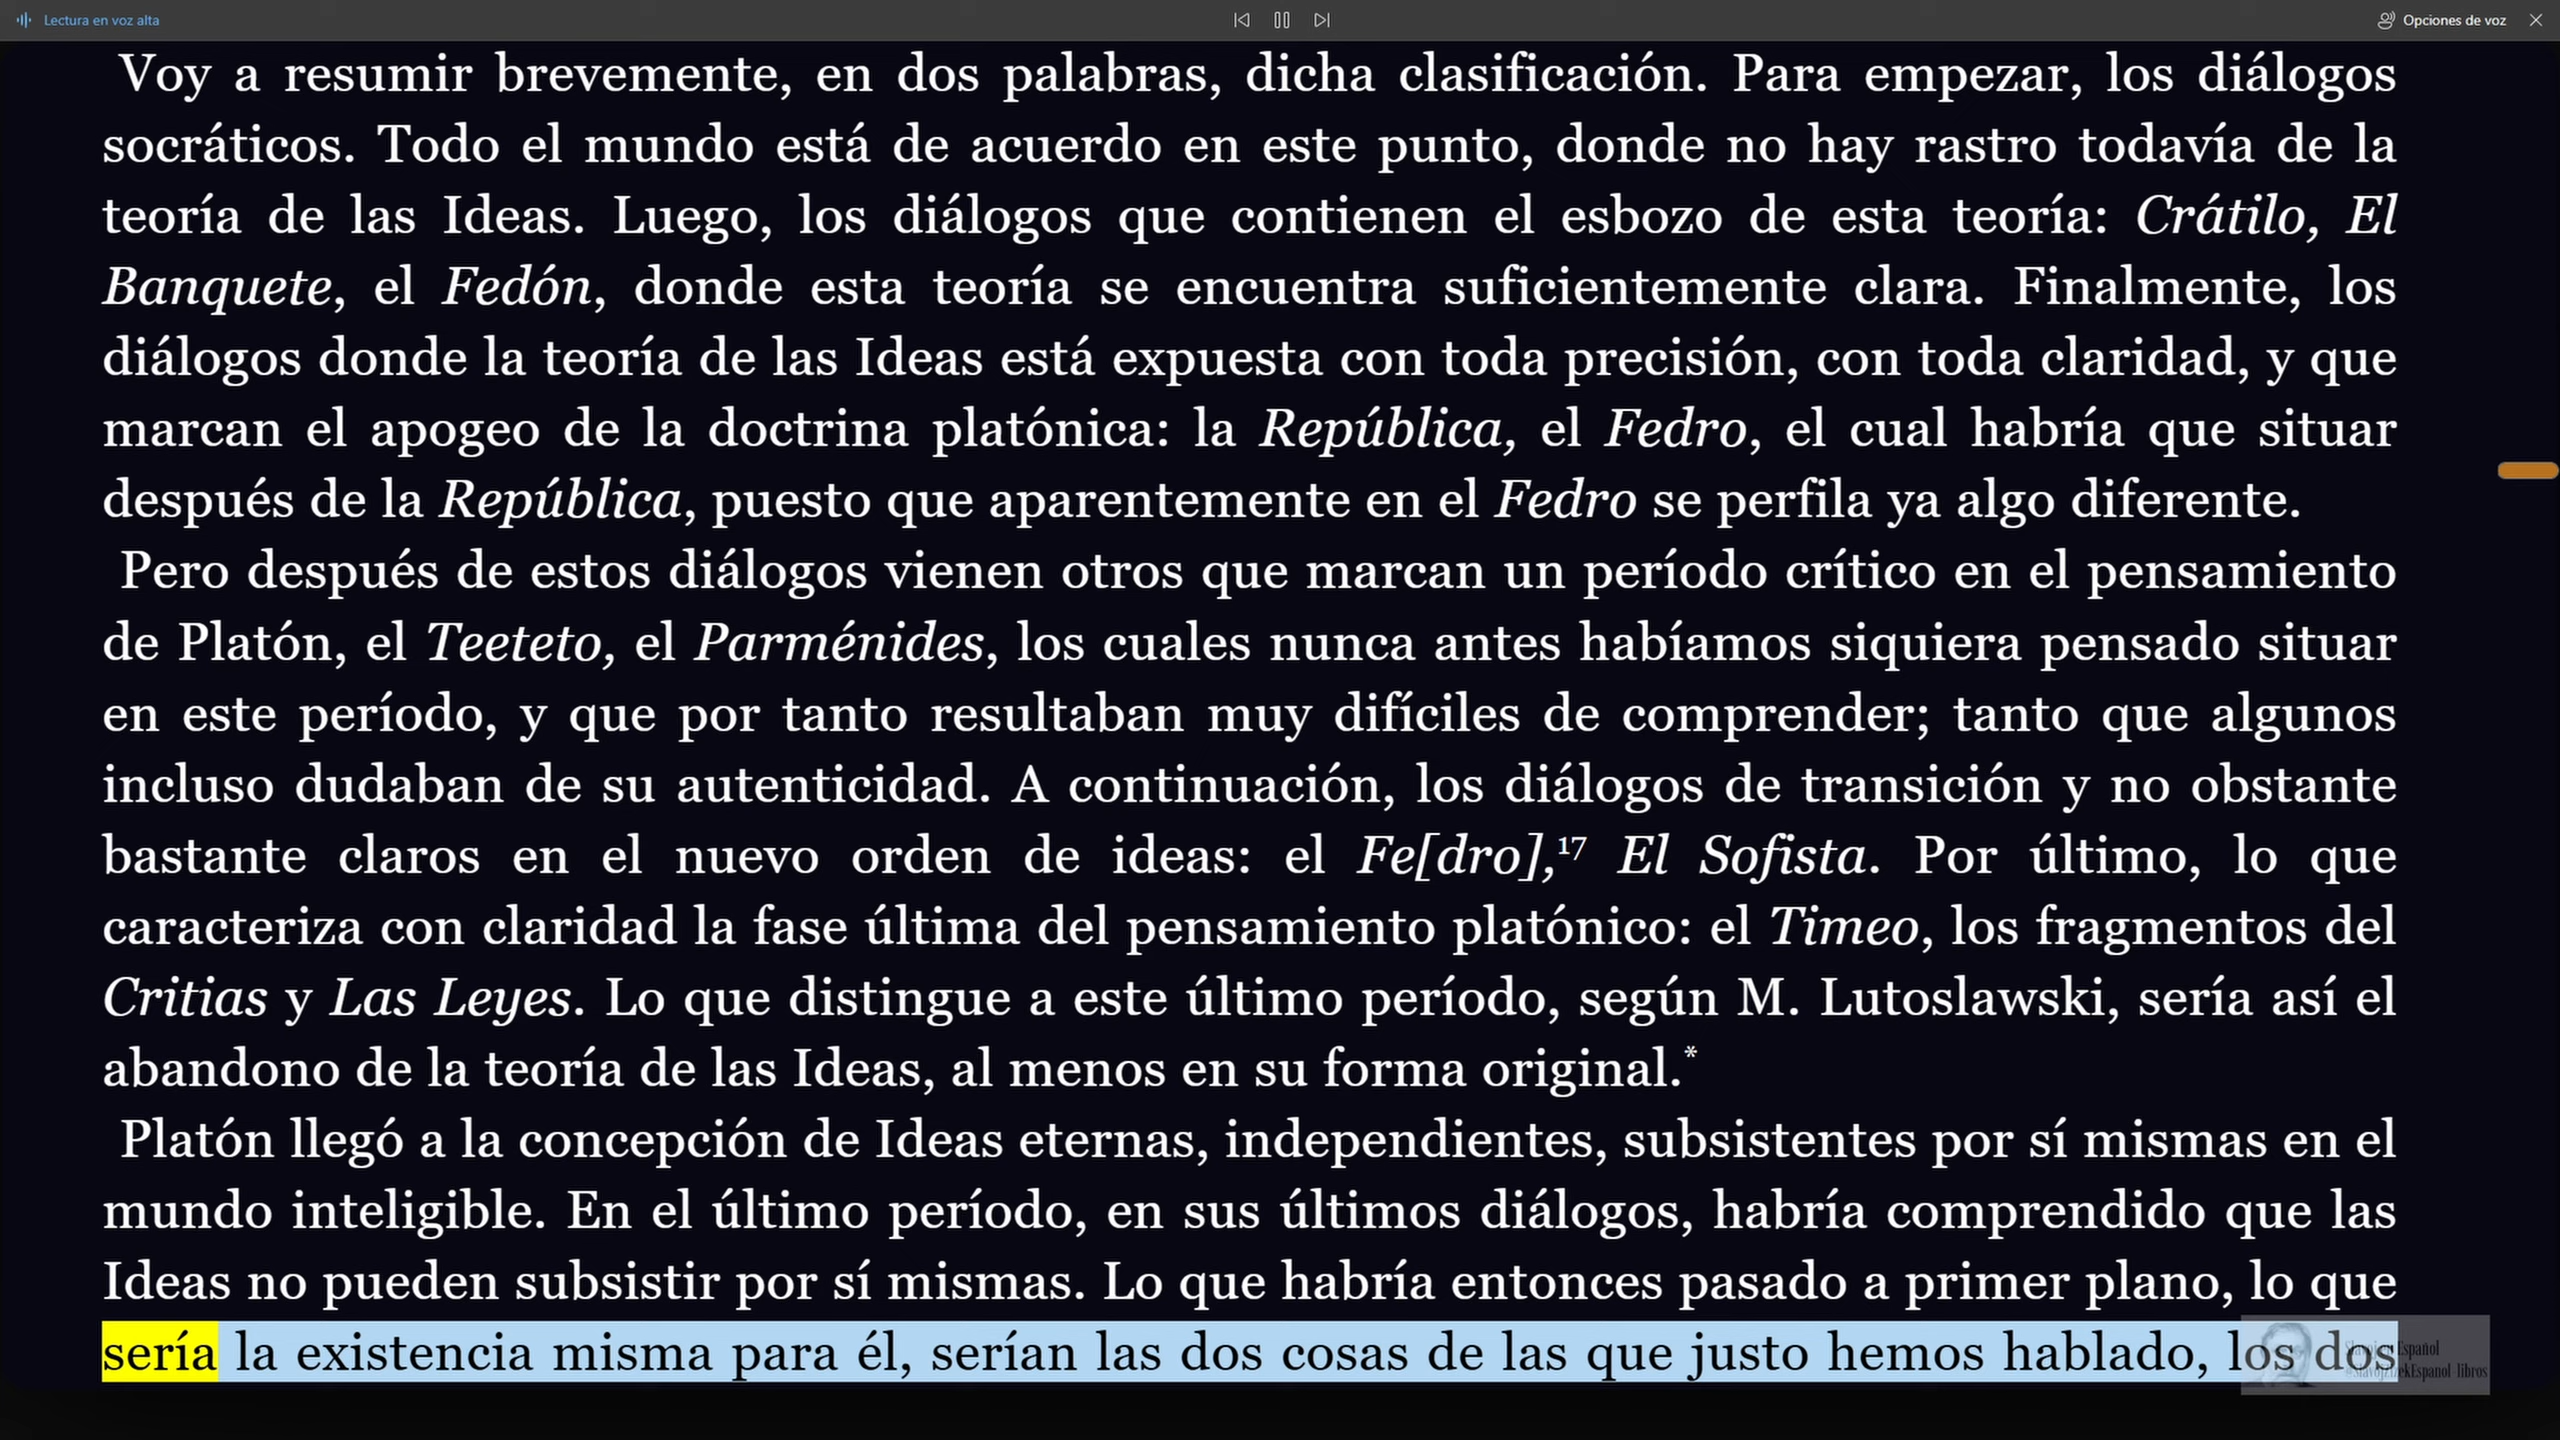 Lectura en voz alta
Opciones de voz
Voy a resumir brevemente, en dos palabras, dicha clasificación. Para empezar, los diálogos
socráticos. Todo el mundo está de acuerdo en este punto, donde no hay rastro todavía de la
teoría de las Ideas. Luego, los diálogos que contienen el esbozo de esta teoría: Crátilo, El
Banquete, el Fedón, donde esta teoría se encuentra suficientemente clara. Finalmente, los
diálogos donde la teoría de las Ideas está expuesta con toda precisión, con toda claridad, y que
marcan el apogeo de la doctrina platónica: la República, el Fedro, el cual habría que situar
después de la República, puesto que aparentemente en el Fedro se perfila ya algo diferente.
Pero después de estos diálogos vienen otros que marcan un período crítico en el pensamiento
de Platón, el Teeteto, el Parménides, los cuales nunca antes habíamos siquiera pensado situar
en este período, y que por tanto resultaban muy difíciles de comprender; tanto que algunos
incluso dudaban de su autenticidad. A continuación, los diálogos de transición y no obstante
bastante claros en el nuevo orden de ideas: el Fe[dro],17 El Sofista. Por último, lo que
caracteriza con claridad la fase última del pensamiento platónico: el Timeo, los fragmentos del
Critias y Las Leyes. Lo que distingue a este último período, según M. Lutoslawski, sería así el
abandono de la teoría de las Ideas, al menos en su forma original.*
Platón llegó a la concepción de Ideas eternas, independientes, subsistentes por sí mismas en el
mundo inteligible. En el último período, en sus últimos diálogos, habría comprendido que las
Ideas no pueden subsistir por sí mismas. Lo que habría entonces pasado a primer plano, lo que
sería la existencia misma para él, serían las dos cosas de las que justo hemos hablado, los dos
Español